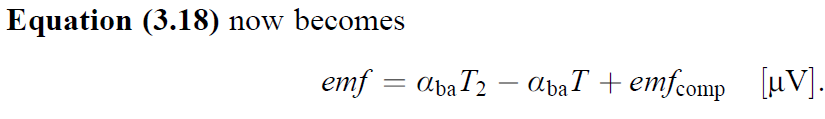 Equation (3.18) now becomes
emf = α_ba T_2 − α_ba T + emf_comp [μV].